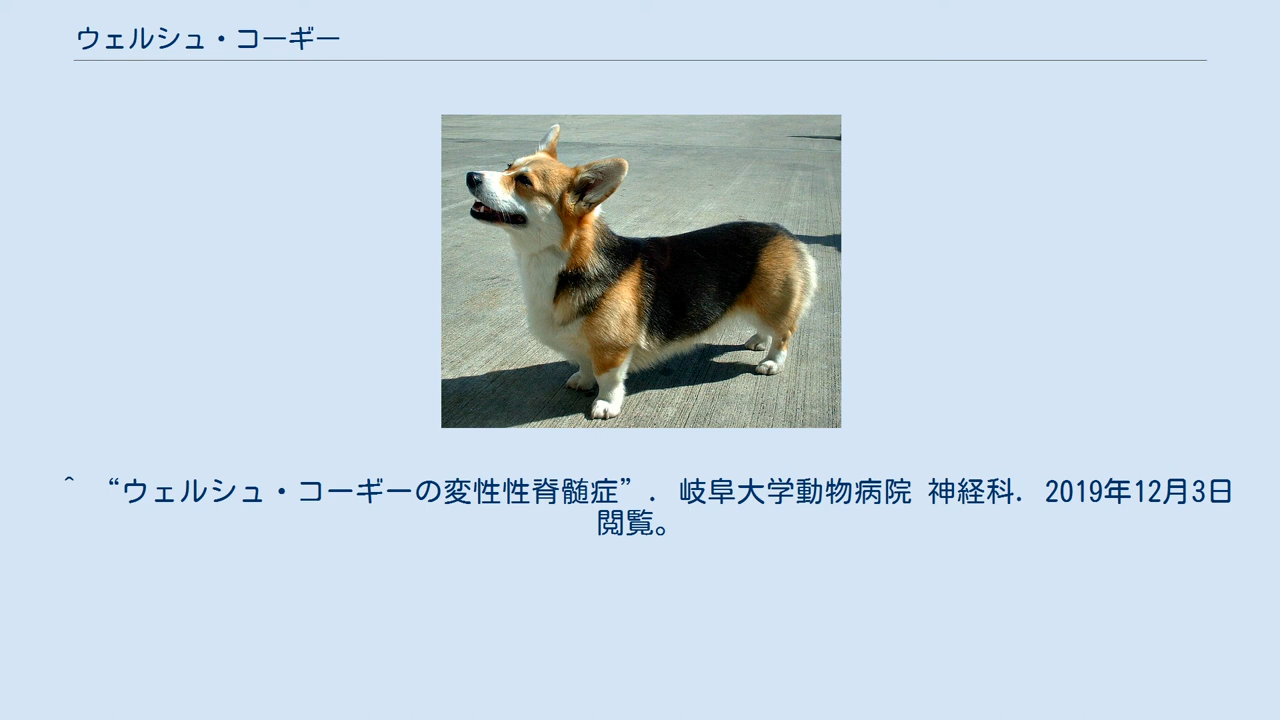 ウェルシュ・コーギー
^ “ウェルシュ・コーギーの変性性脊髄症”. 岐阜大学動物病院 神経科. 2019年12月3日
閲覧。